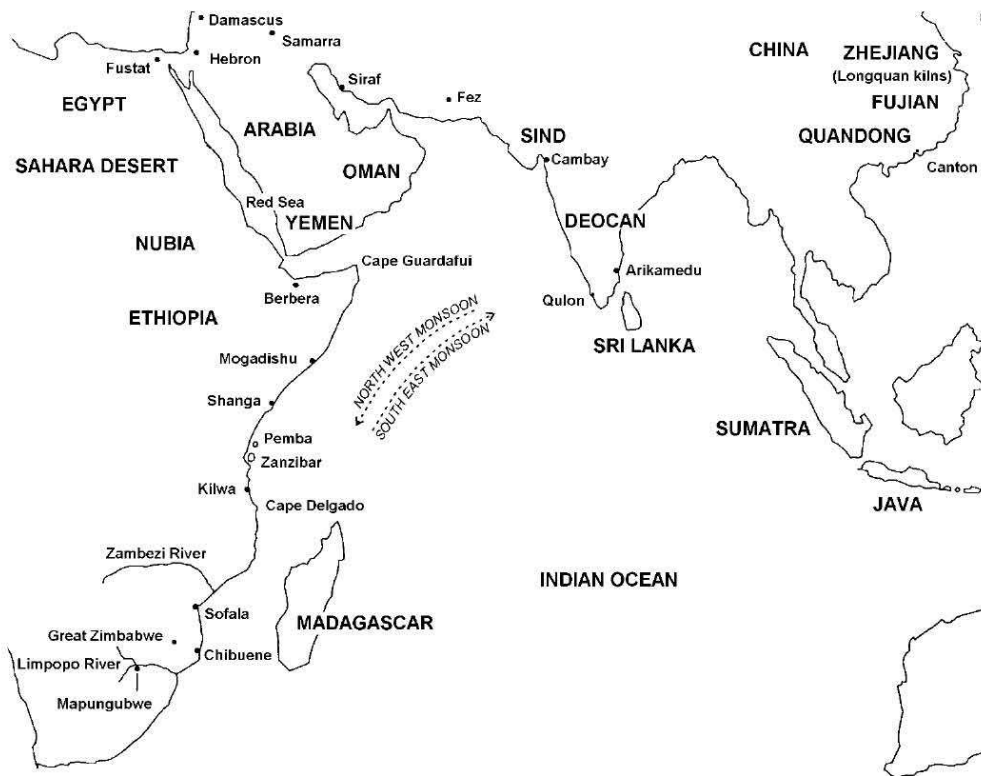 Damascus
Samarra
Hebron
Fustat
CHINA
ZHEJIANG
(Longquan kilns)
Siraf
Fez
EGYPT
FUJIAN
ARABIA
SIND
QUANDONG
Cambay
SAHARA DESERT
OMAN
Canton
Red Sea
YEMEN
DEOCAN
NUBIA
Cape Guardafui
Arikamedu
Berbera
Qulon
ETHIOPIA
NORTH WEST MONSOON
SOUTH EAST MONSOON
SRI LANKA
Mogadishu
Shanga
SUMATRA
Pemba
Zanzibar
Kilwa
Cape Delgado
JAVA
Zambezi River
INDIAN OCEAN
Sofala
MADAGASCAR
Great Zimbabwe
Chibuene
Limpopo River
Mapungubwe